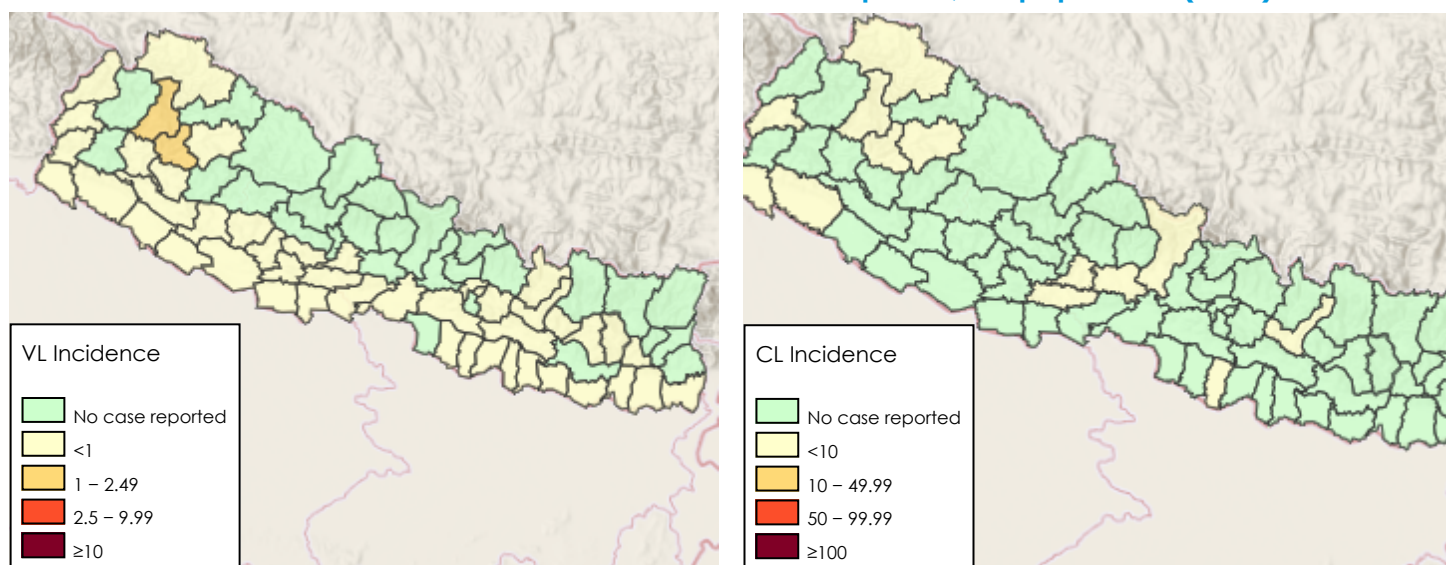 VL Incidence
No case reported
<1
1 – 2.49
2.5 – 9.99
≥10
CL Incidence
No case reported
<10
10 – 49.99
50 – 99.99
≥100